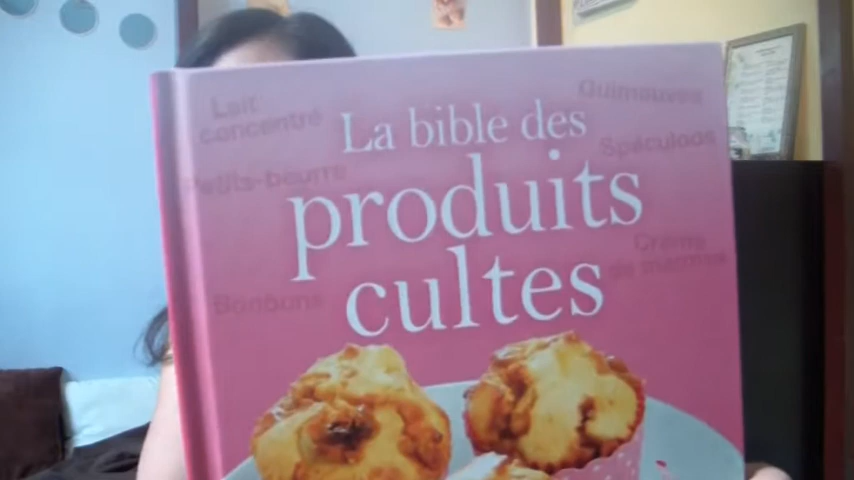 Lait
concentré
Guimauves
La bible des
Spéculoos
Petits-beurre
produits
Crème
de marrons
cultes
Bonbons